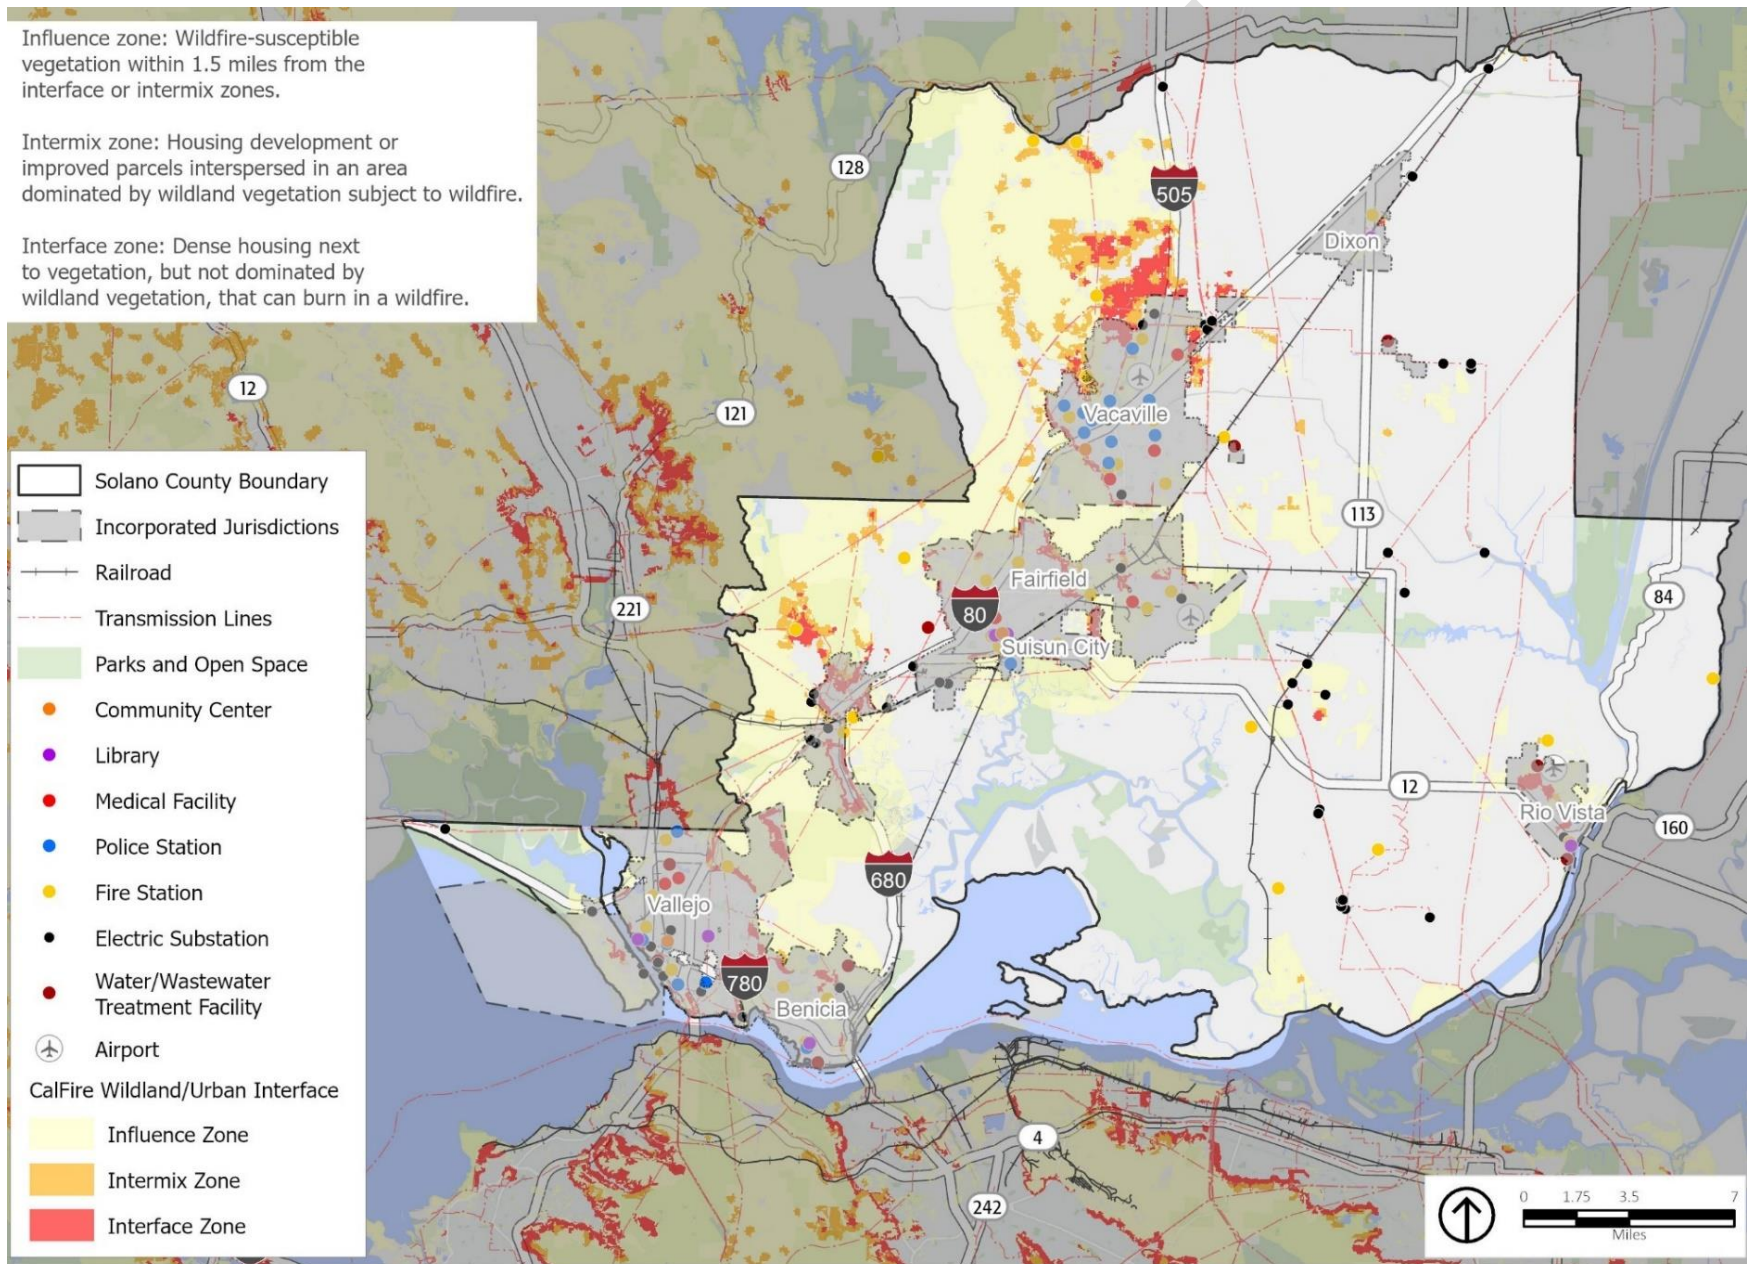 Influence zone: Wildfire-susceptible
vegetation within 1.5 miles from the
interface or intermix zones.
Intermix zone: Housing development or
improved parcels interspersed in an area
dominated by wildland vegetation subject to wildfire.
Interface zone: Dense housing next
to vegetation, but not dominated by
wildland vegetation, that can burn in a wildfire.
128
505
Dixon
12
121
Vacaville
113
Fairfield
221
80
84
Suisun City
12
Rio Vista
160
680
Vallejo
780
Benicia
4
242
Solano County Boundary
Incorporated Jurisdictions
Railroad
Transmission Lines
Parks and Open Space
Community Center
Library
Medical Facility
Police Station
Fire Station
Electric Substation
Water/Wastewater
Treatment Facility
Airport
CalFire Wildland/Urban Interface
Influence Zone
Intermix Zone
Interface Zone
0 1.75 3.5 7
Miles